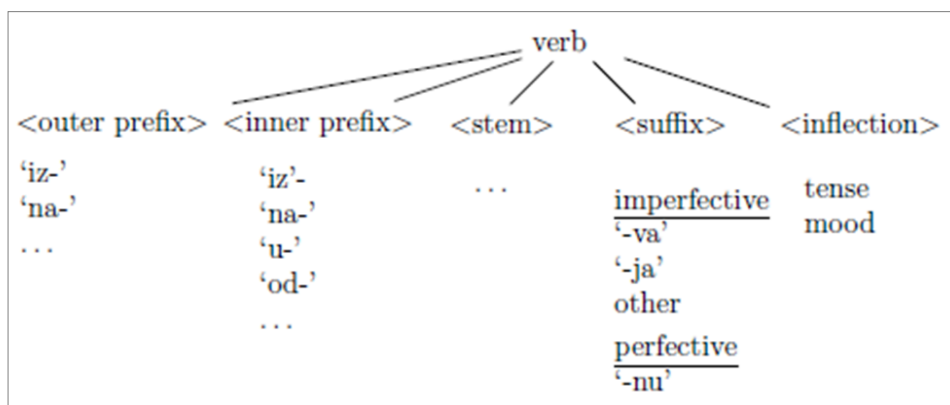 verb
<outer prefix> <inner prefix> <stem> <suffix> <inflection>
‘iz-’
‘na-’
. . .
‘iz’-
‘na-’
‘u-’
‘od-’
. . .
. . .
imperfective
‘-va’
‘-ja’
other
perfective
‘-nu’
tense
mood